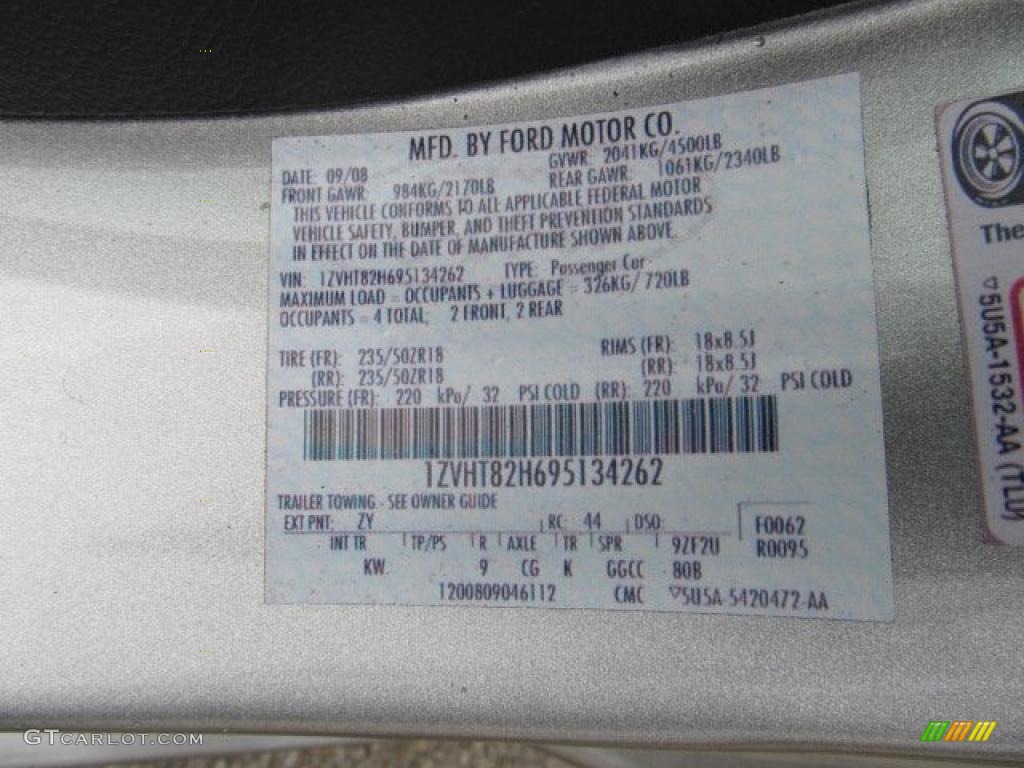 MFD. BY FORD MOTOR CO.
DATE: 09/08 GVWR: 2041KG/4500LB
FRONT GAWR: 984KG/2170LB REAR GAWR: 1061KG/2340LB
THIS VEHICLE CONFORMS TO ALL APPLICABLE FEDERAL MOTOR
VEHICLE SAFETY, BUMPER, AND THEFT PREVENTION STANDARDS
IN EFFECT ON THE DATE OF MANUFACTURE SHOWN ABOVE.
VIN: 1ZVHT82H695134262 TYPE: Passenger Car
MAXIMUM LOAD = OCCUPANTS + LUGGAGE = 326KG/ 720LB
OCCUPANTS = 4 TOTAL; 2 FRONT, 2 REAR
TIRE (FR): 235/50ZR18 RIMS (FR): 18x8.5J
(RR): 235/50ZR18 (RR): 18x8.5J
PRESSURE (FR): 220 kPa/ 32 PSI COLD (RR): 220 kPa/ 32 PSI COLD
1ZVHT82H695134262
TRAILER TOWING - SEE OWNER GUIDE
EXT PNT: ZY RC: 44 DSO: F0062
INT TR TP/PS R AXLE TR SPR 9ZF2U R0095
KW 9 CG K GGCC 80B
1200809046112 CMC ▽5U5A-5420472-AA
The
▽5U5A-1532-AA (TLU)
GTCARLOT.COM